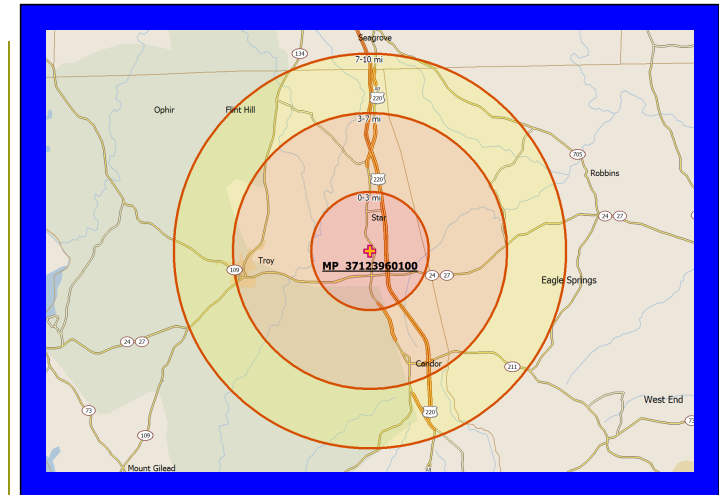 Seagrove
134
7-10 mi
220
Ophir
Flint Hill
3-7 mi
705
Robbins
220
0-3 mi
Star
24 27
MP_37123960100
Troy
109
24 27
Eagle Springs
24 27
Candor
211
West End
73
220
73
109
Mount Gilead